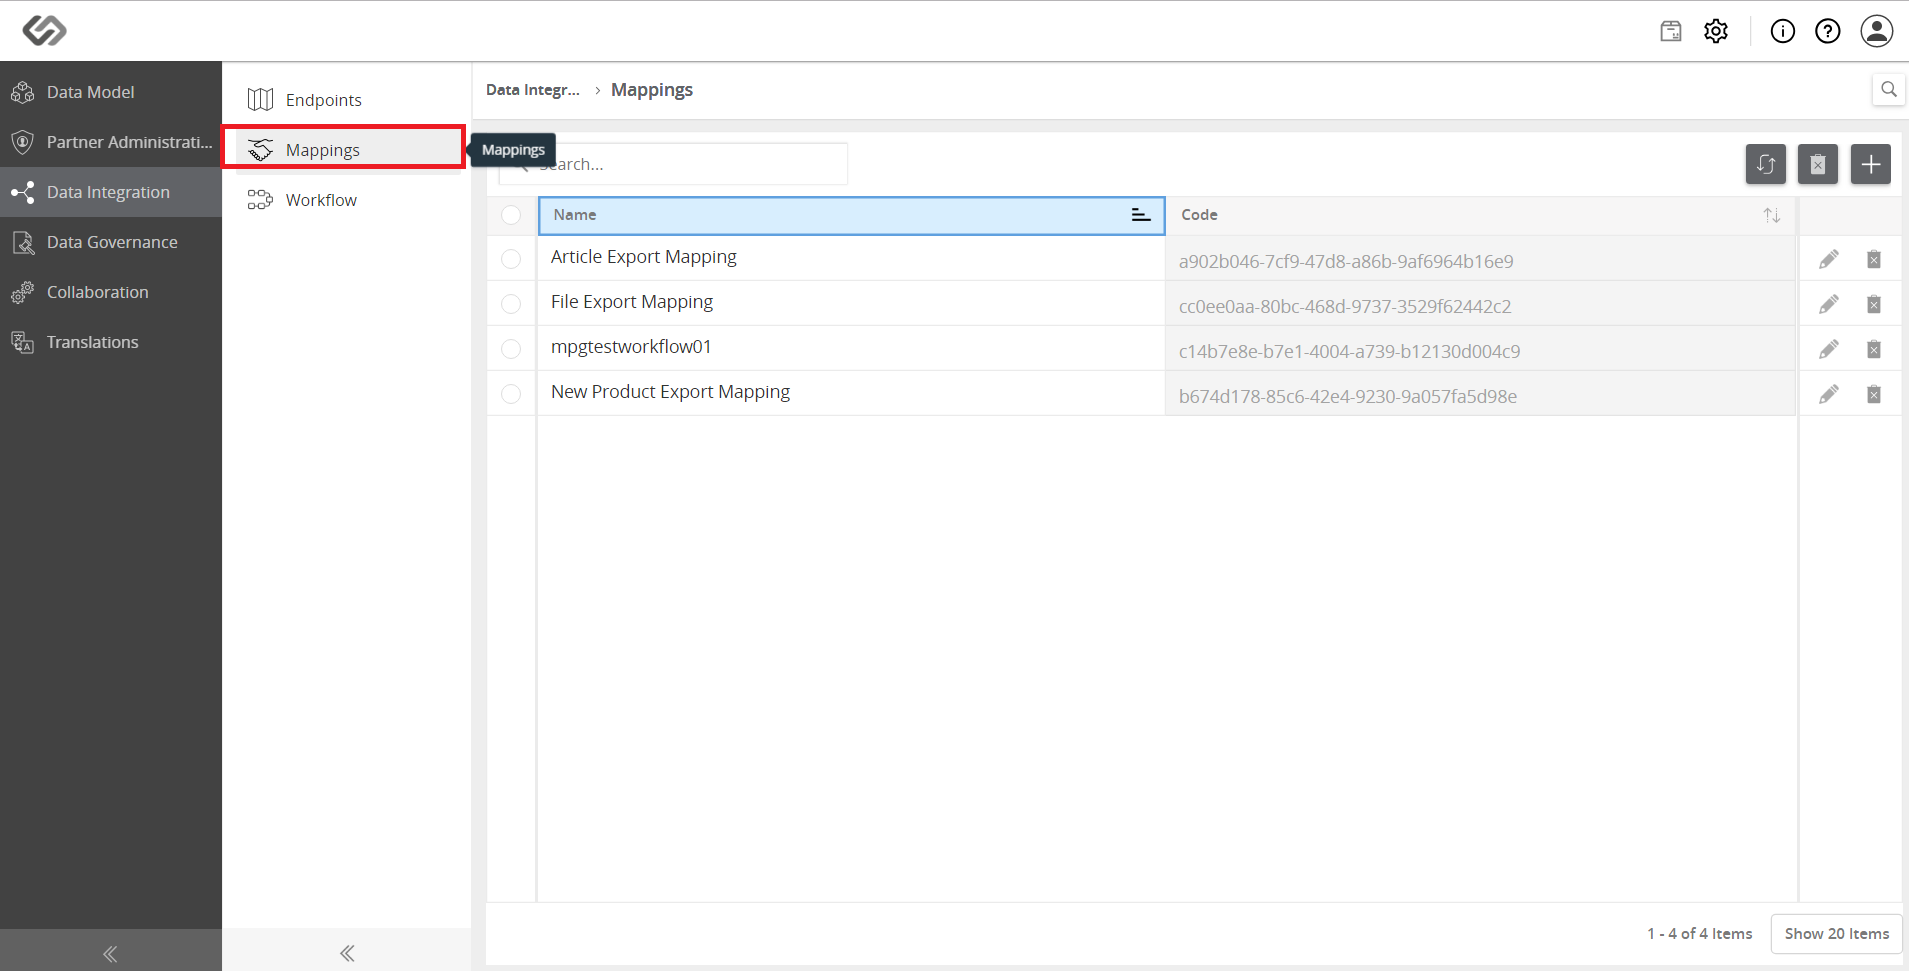 Data Model
Partner Administrati...
Data Integration
Data Governance
Collaboration
Translations
Endpoints
Mappings
Workflow
Mappings
Data Integr... › Mappings
earch...
Name
Code
Article Export Mapping
a902b046-7cf9-47d8-a86b-9af6964b16e9
File Export Mapping
cc0ee0aa-80bc-468d-9737-3529f62442c2
mpgtestworkflow01
c14b7e8e-b7e1-4004-a739-b12130d004c9
New Product Export Mapping
b674d178-85c6-42e4-9230-9a057fa5d98e
1 - 4 of 4 Items
Show 20 Items